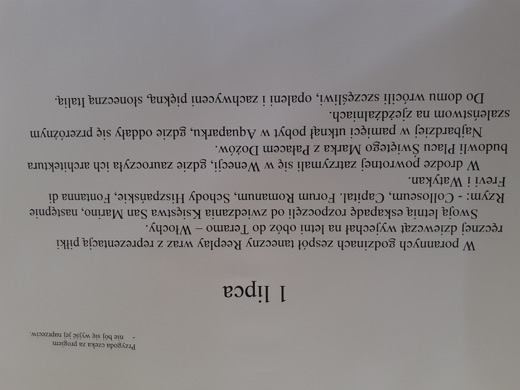 Przygoda czeka za progiem
- nie bój się wyjść jej naprzeciw.
1 lipca
W porannych godzinach zespół taneczny Reepleey wraz z reprezentacją piłki
ręcznej dziewcząt wyjechał na letni obóz do Teramo – Włochy.
Swoją letnią eskapadę rozpoczęli od zwiedzania Księstwa San Marino, następnie
Rzym: - Colloseum, Capital. Forum Romanum, Schody Hiszpańskie, Fontanna di
Frevi i Watykan.
W drodze powrotnej zatrzymali się w Wenecji, gdzie zauroczyła ich architektura
budowli Placu Świętego Marka z Pałacem Dożów.
Najbardziej w pamięci utknął pobyt w Aquaparku, gdzie oddały się przeróżnym
szaleństwom na zjeżdżalniach.
Do domu wrócili szczęśliwi, opaleni i zachwyceni piękną, słoneczną Italią.